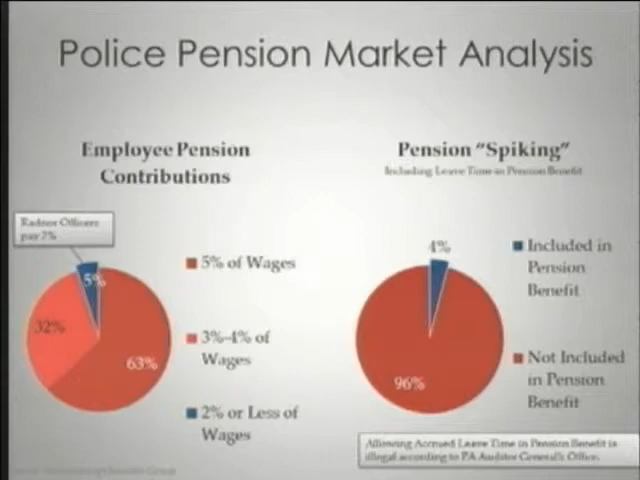 Police Pension Market Analysis
Employee Pension
Contributions
Radnor Officers
pay 2%
5%
32%
63%
5% of Wages
3%-4% of
Wages
2% or Less of
Wages
Pension "Spiking"
Including Leave Time in Pension Benefit
4%
96%
Included in
Pension
Benefit
Not Included
in Pension
Benefit
Allowing Accrued Leave Time in Pension Benefit is
illegal according to PA Auditor General's Office.